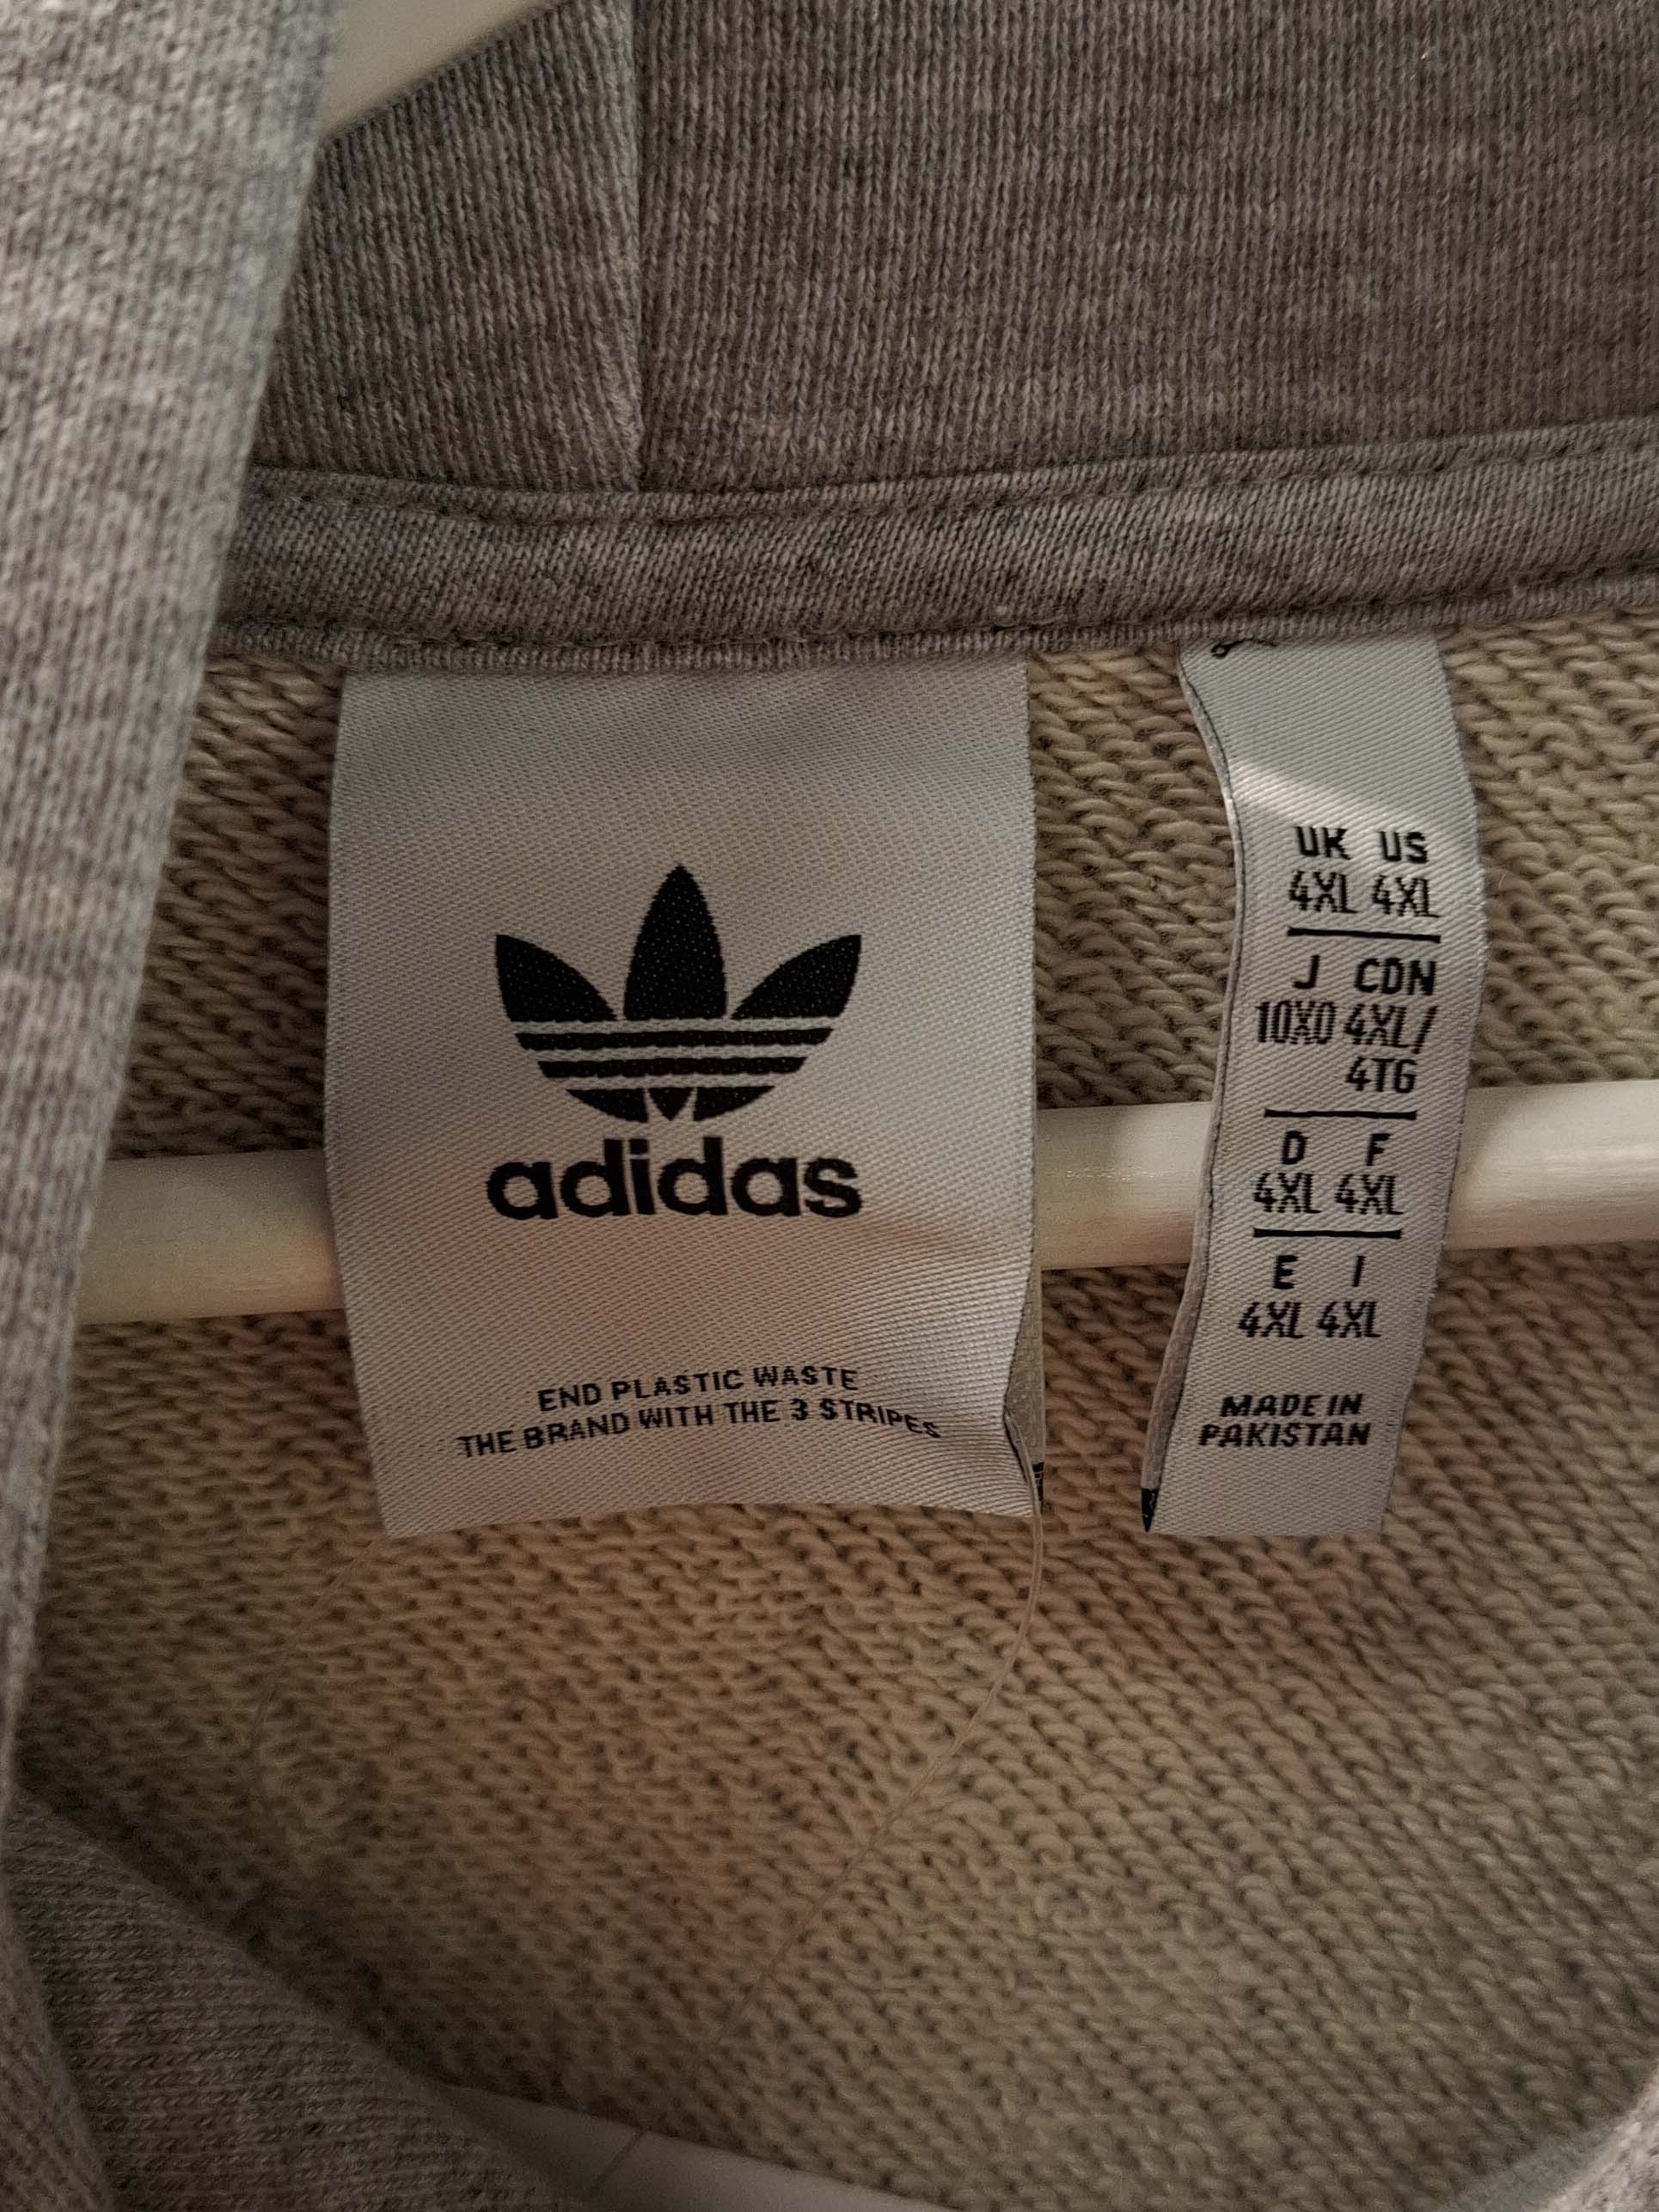 adidas
END PLASTIC WASTE
THE BRAND WITH THE 3 STRIPES
UK US
4XL 4XL
J CDN
10XO 4XL/
4TG
D F
4XL 4XL
E I
4XL 4XL
MADE IN
PAKISTAN